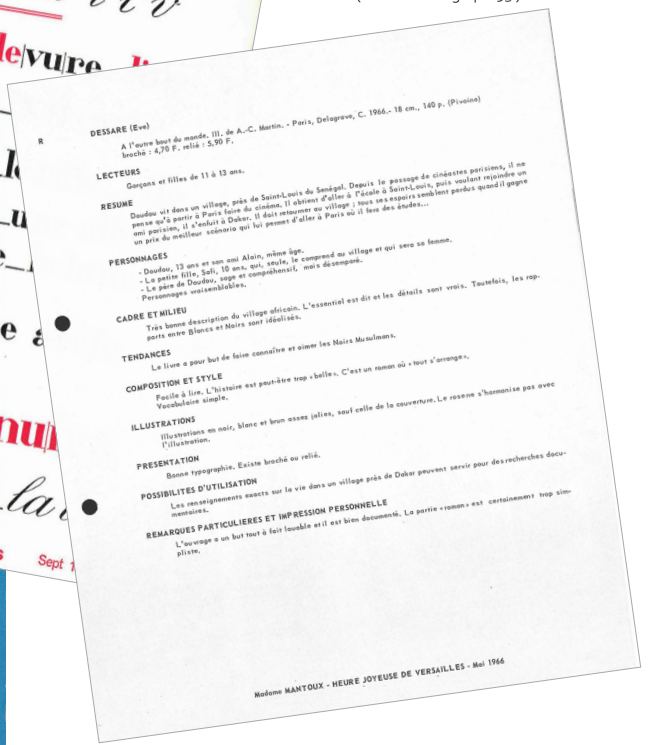 le|vu|re
R
DESSARE (Eve)
A l'autre bout du monde. Ill. de A.-C. Martin. - Paris, Delagrave, C. 1966.- 18 cm., 140 p. (Pivoine)
broché : 4,70 F. relié : 5,90 F.
LECTEURS
Garçons et filles de 11 à 13 ans.
RESUME
Doudou vit dans un village, près de Saint-Louis du Senégal. Depuis le passage de cinéastes parisiens, il ne
pense qu'à partir à Paris faire du cinéma. Il obtient d'aller à l'école à Saint-Louis, puis voulant rejoindre un
ami parisien, il s'enfuit à Dakar. Il doit retourner au village ; tous ses espoirs semblent perdus quand il gagne
un prix du meilleur scénario qui lui permet d'aller à Paris où il fera des études...
PERSONNAGES
- Doudou, 13 ans et son ami Alain, même âge.
- La petite fille, Safi, 10 ans, qui, seule, le comprend au village et qui sera sa femme.
- Le père de Doudou, sage et compréhensif, mais désemparé.
Personnages vraisemblables.
CADRE ET MILIEU
Très bonne description du village africain. L'essentiel est dit et les détails sont vrais. Toutefois, les rap-
ports entre Blancs et Noirs sont idéalisés.
TENDANCES
Le livre a pour but de faire connaître et aimer les Noirs Musulmans.
COMPOSITION ET STYLE
Facile à lire. L'histoire est peut-être trop «belle». C'est un roman où «tout s'arrange».
Vocabulaire simple.
ILLUSTRATIONS
Illustrations en noir, blanc et brun assez jolies, sauf celle de la couverture. Le rose ne s'harmonise pas avec
l'illustration.
PRESENTATION
Bonne typographie. Existe broché ou relié.
POSSIBILITES D'UTILISATION
Les renseignements exacts sur la vie dans un village près de Dakar peuvent servir pour des recherches docu-
mentaires.
REMARQUES PARTICULIERES ET IMPRESSION PERSONNELLE
L'ouvrage a un but tout à fait louable et il est bien documenté. La partie «roman» est certainement trop sim-
pliste.
Sept 1
Madame MANTOUX - HEURE JOYEUSE DE VERSAILLES - Mai 1966